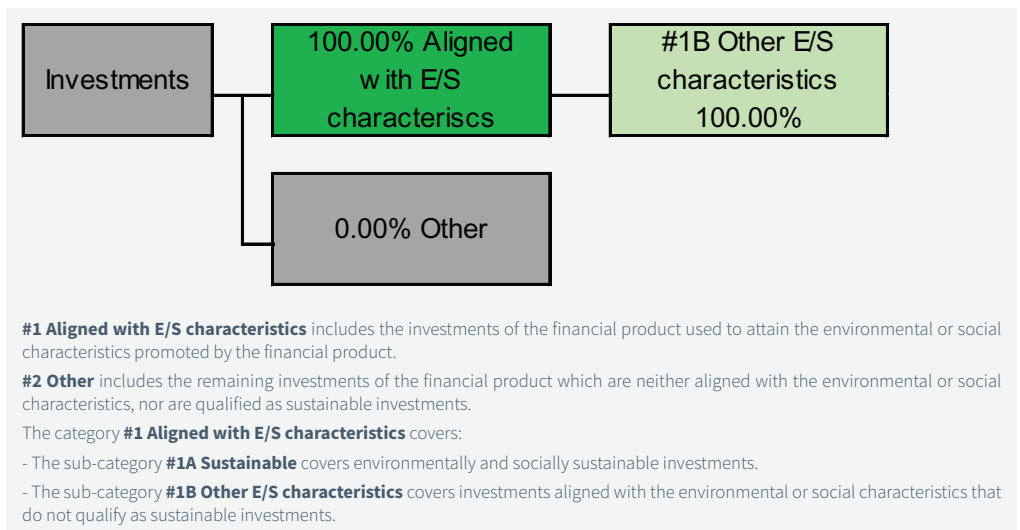 Investments
100.00% Aligned
w ith E/S
characteriscs
#1B Other E/S
characteristics
100.00%
0.00% Other
#1 Aligned with E/S characteristics includes the investments of the financial product used to attain the environmental or social
characteristics promoted by the financial product.
#2 Other includes the remaining investments of the financial product which are neither aligned with the environmental or social
characteristics, nor are qualified as sustainable investments.
The category #1 Aligned with E/S characteristics covers:
- The sub-category #1A Sustainable covers environmentally and socially sustainable investments.
- The sub-category #1B Other E/S characteristics covers investments aligned with the environmental or social characteristics that
do not qualify as sustainable investments.